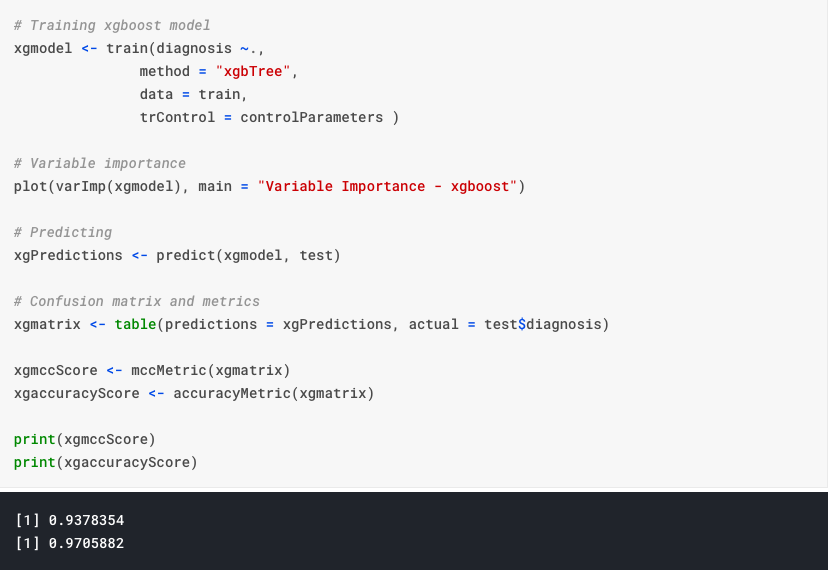 # Training xgboost model
xgmodel <- train(diagnosis ~.,
               method = "xgbTree",
               data = train,
               trControl = controlParameters )
# Variable importance
plot(varImp(xgmodel), main = "Variable Importance - xgboost")
# Predicting
xgPredictions <- predict(xgmodel, test)
# Confusion matrix and metrics
xgmatrix <- table(predictions = xgPredictions, actual = test$diagnosis)
xgmccScore <- mccMetric(xgmatrix)
xgaccuracyScore <- accuracyMetric(xgmatrix)
print(xgmccScore)
print(xgaccuracyScore)
[1] 0.9378354
[1] 0.9705882